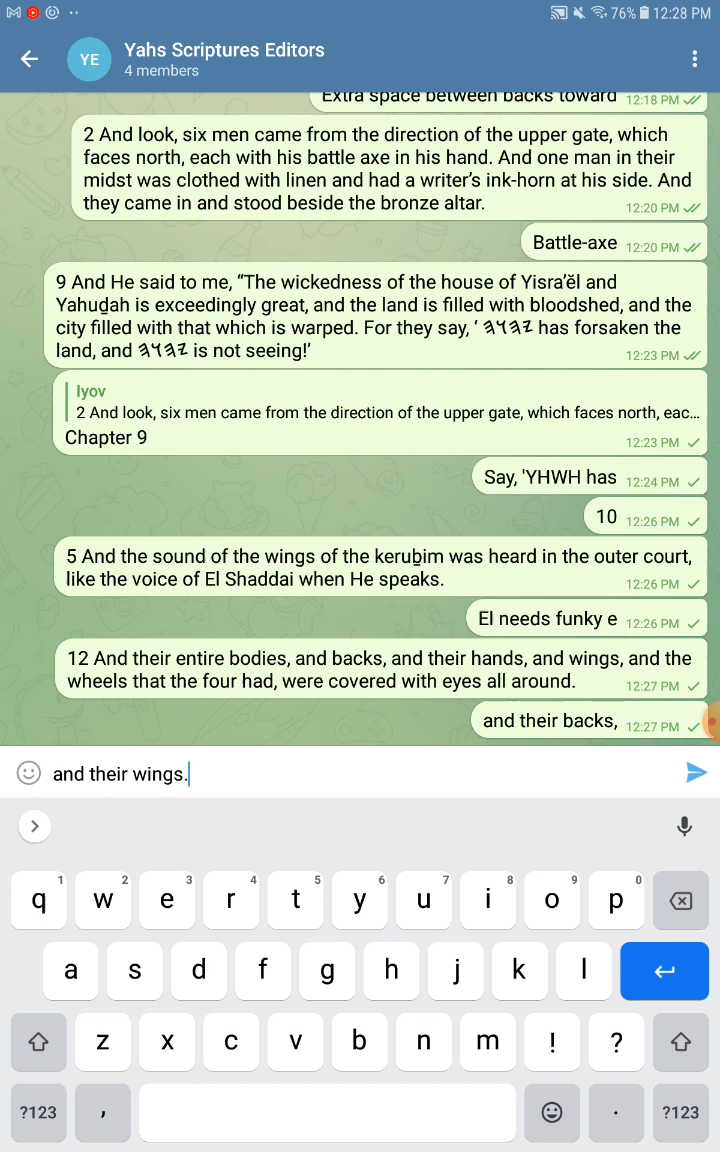 76% 12:28 PM
YE
Yahs Scriptures Editors
4 members
Extra space between backs toward 12:18 PM
2 And look, six men came from the direction of the upper gate, which
faces north, each with his battle axe in his hand. And one man in their
midst was clothed with linen and had a writer’s ink-horn at his side. And
they came in and stood beside the bronze altar. 12:20 PM
Battle-axe 12:20 PM
9 And He said to me, “The wickedness of the house of Yisra’ĕl and
Yahuḏah is exceedingly great, and the land is filled with bloodshed, and the
city filled with that which is warped. For they say, ‘ 𐤉𐤄𐤅𐤄 has forsaken the
land, and 𐤉𐤄𐤅𐤄 is not seeing!’ 12:23 PM
Iyov
2 And look, six men came from the direction of the upper gate, which faces north, eac...
Chapter 9 12:23 PM
Say, 'YHWH has 12:24 PM
10 12:26 PM
5 And the sound of the wings of the keruḇim was heard in the outer court,
like the voice of El Shaddai when He speaks. 12:26 PM
El needs funky e 12:26 PM
12 And their entire bodies, and backs, and their hands, and wings, and the
wheels that the four had, were covered with eyes all around. 12:27 PM
and their backs, 12:27 PM
and their wings.
1 2 3 4 5 6 7 8 9 0
q w e r t y u i o p
a s d f g h j k l
z x c v b n m ! ?
?123 , . ?123